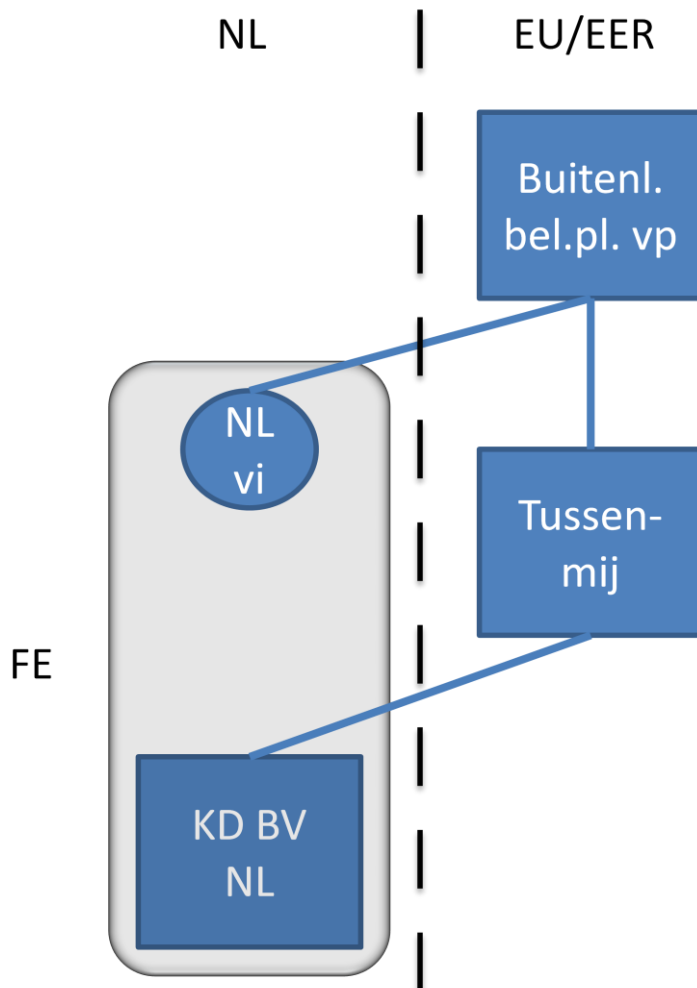 NL
EU/EER
Buitenl.
bel.pl. vp
NL
vi
Tussen-
mij
FE
KD BV
NL